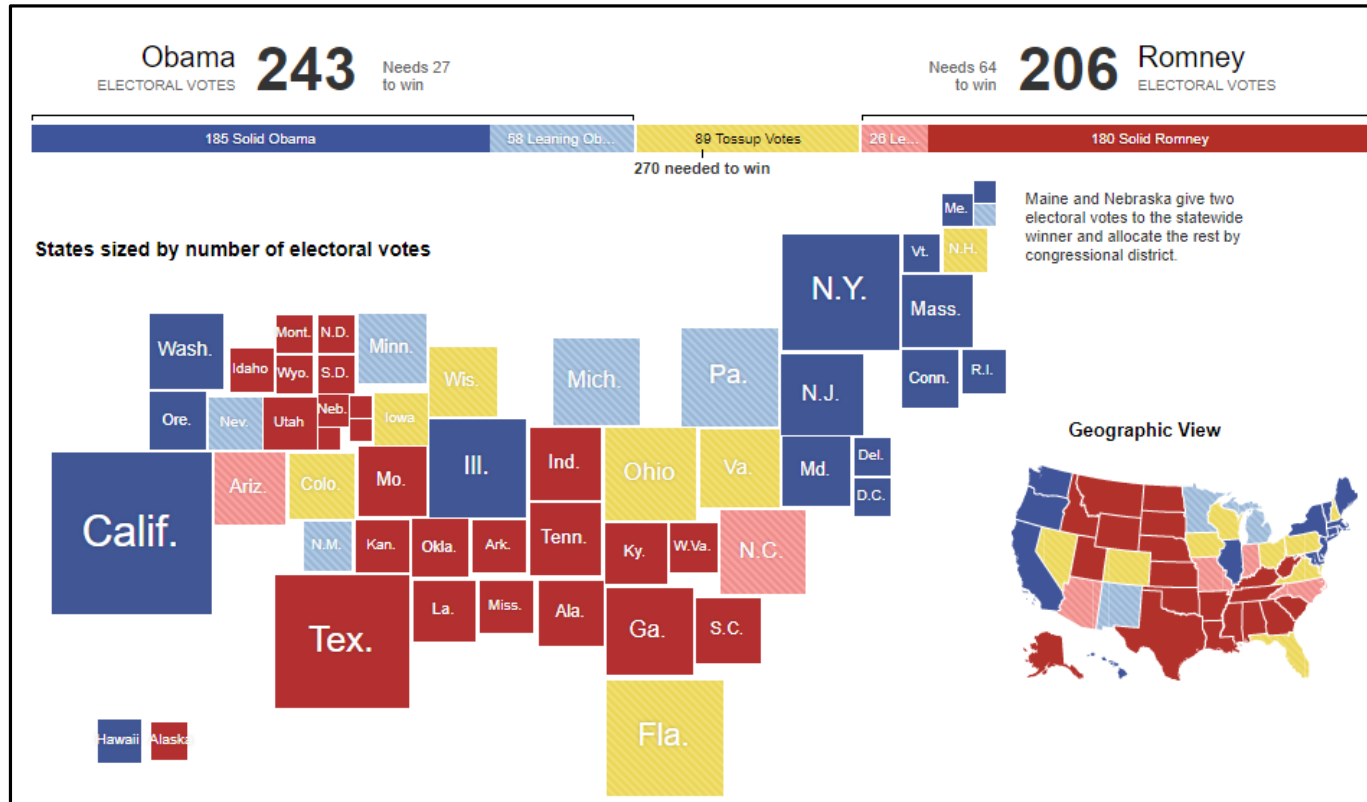 Obama
ELECTORAL VOTES
243
Needs 27
to win
Needs 64
to win
206
Romney
ELECTORAL VOTES
185 Solid Obama
58 Leaning Ob...
89 Tossup Votes
26 Le...
180 Solid Romney
270 needed to win
Maine and Nebraska give two
electoral votes to the statewide
winner and allocate the rest by
congressional district.
States sized by number of electoral votes
Me.
Vt.
N.H.
N.Y.
Mass.
Wash.
Mont.
N.D.
Minn.
Idaho
Wyo.
S.D.
Wis.
Mich.
Pa.
N.J.
Conn.
R.I.
Ore.
Nev.
Utah
Neb.
Iowa
Ill.
Ind.
Ohio
Va.
Md.
Del.
D.C.
Geographic View
Calif.
Ariz.
Colo.
Mo.
N.M.
Kan.
Okla.
Ark.
Tenn.
Ky.
W.Va.
N.C.
Tex.
La.
Miss.
Ala.
Ga.
S.C.
Fla.
Hawaii
Alaska